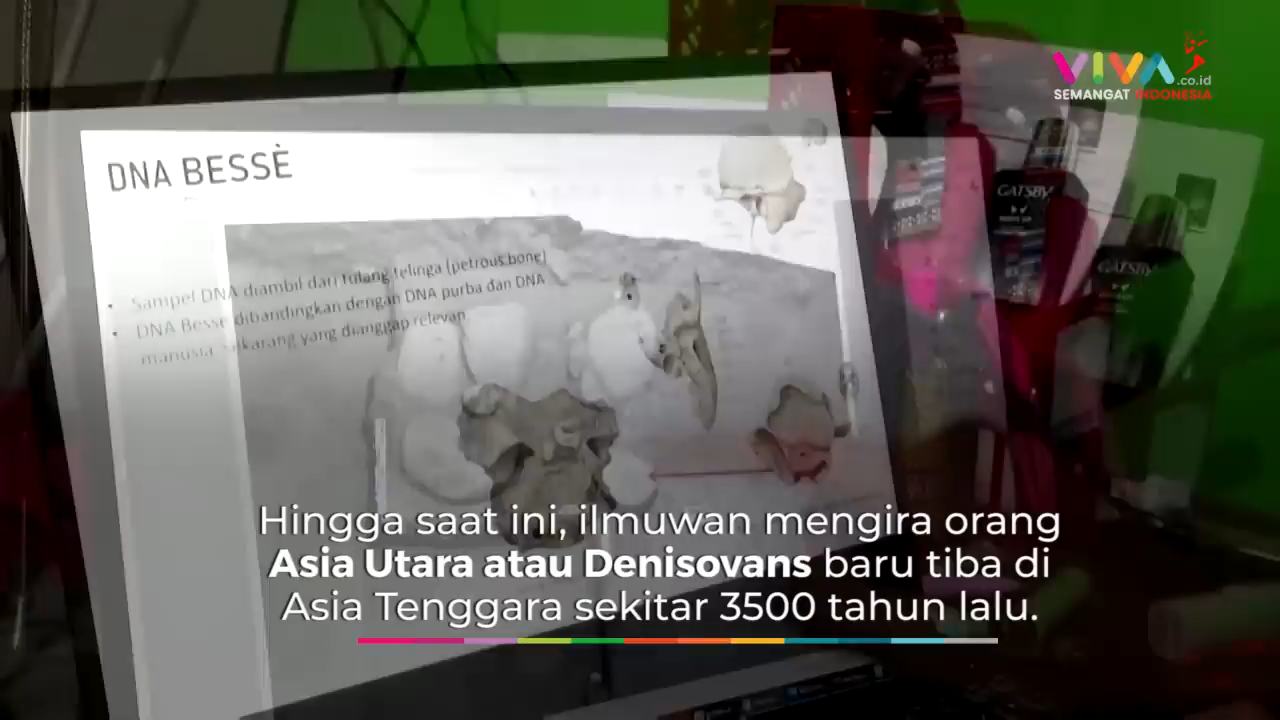 VIVA.co.id
SEMANGAT INDONESIA
DNA BESSÈ
Sampel DNA diambil dari tulang telinga (petrous bone)
DNA Besse dibandingkan dengan DNA purba dan DNA
manusia sekarang yang dianggap relevan
GATSBY
GATSBY
Hingga saat ini, ilmuwan mengira orang
Asia Utara atau Denisovans baru tiba di
Asia Tenggara sekitar 3500 tahun lalu.